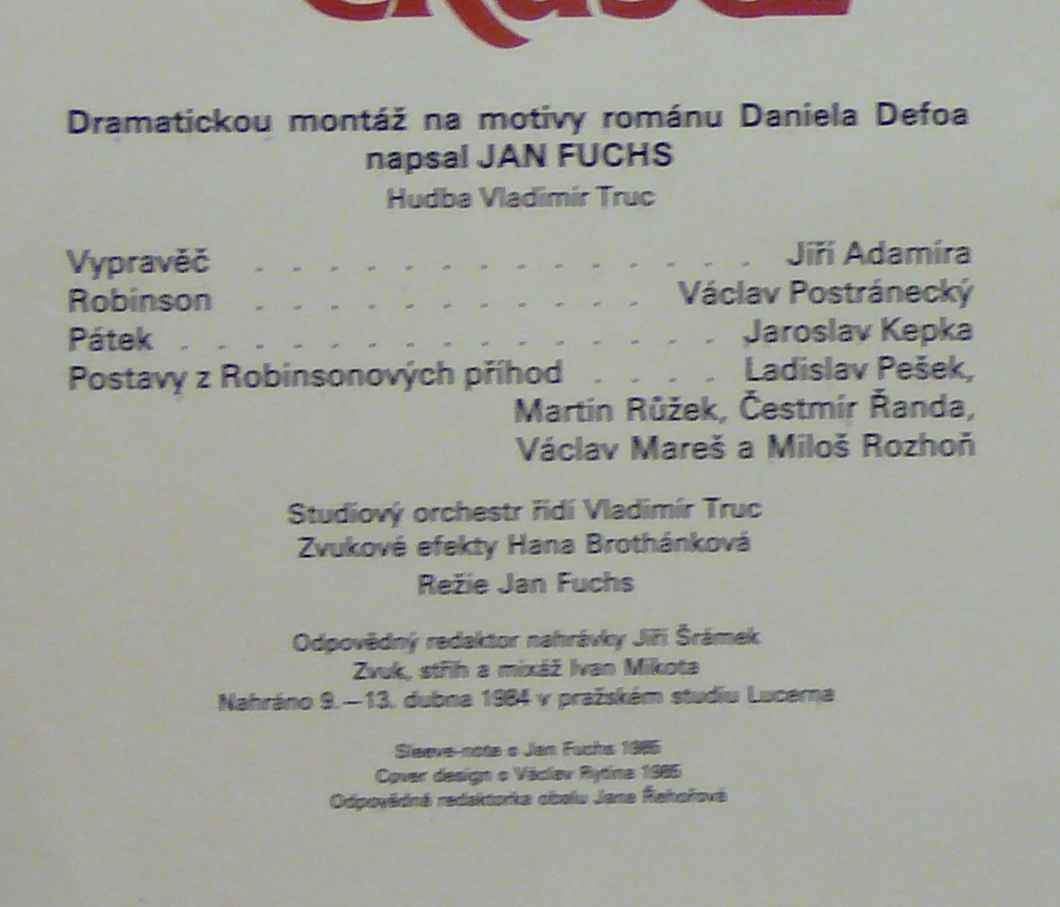 Dramatickou montáž na motivy románu Daniela Defoa
napsal JAN FUCHS
Hudba Vladimír Truc
Vypravěč . . . . . . . . . . . . . . Jiří Adamíra
Robinson . . . . . . . . . . . Václav Postránecký
Pátek . . . . . . . . . . . . . . . Jaroslav Kepka
Postavy z Robinsonových příhod . . . . Ladislav Pešek,
Martin Růžek, Čestmír Řanda,
Václav Mareš a Miloš Rozhoň
Studiový orchestr řídí Vladimír Truc
Zvukové efekty Hana Brothánková
Režie Jan Fuchs
Odpovědný redaktor nahrávky Jiří Šrámek
Zvuk, střih a mixáž Ivan Mikota
Nahráno 9.—13. dubna 1984 v pražském studiu Lucerna
Sleeve-note © Jan Fuchs 1985
Cover design © Václav Rytina 1985
Odpovědná redaktorka obalu Jana Řehořová